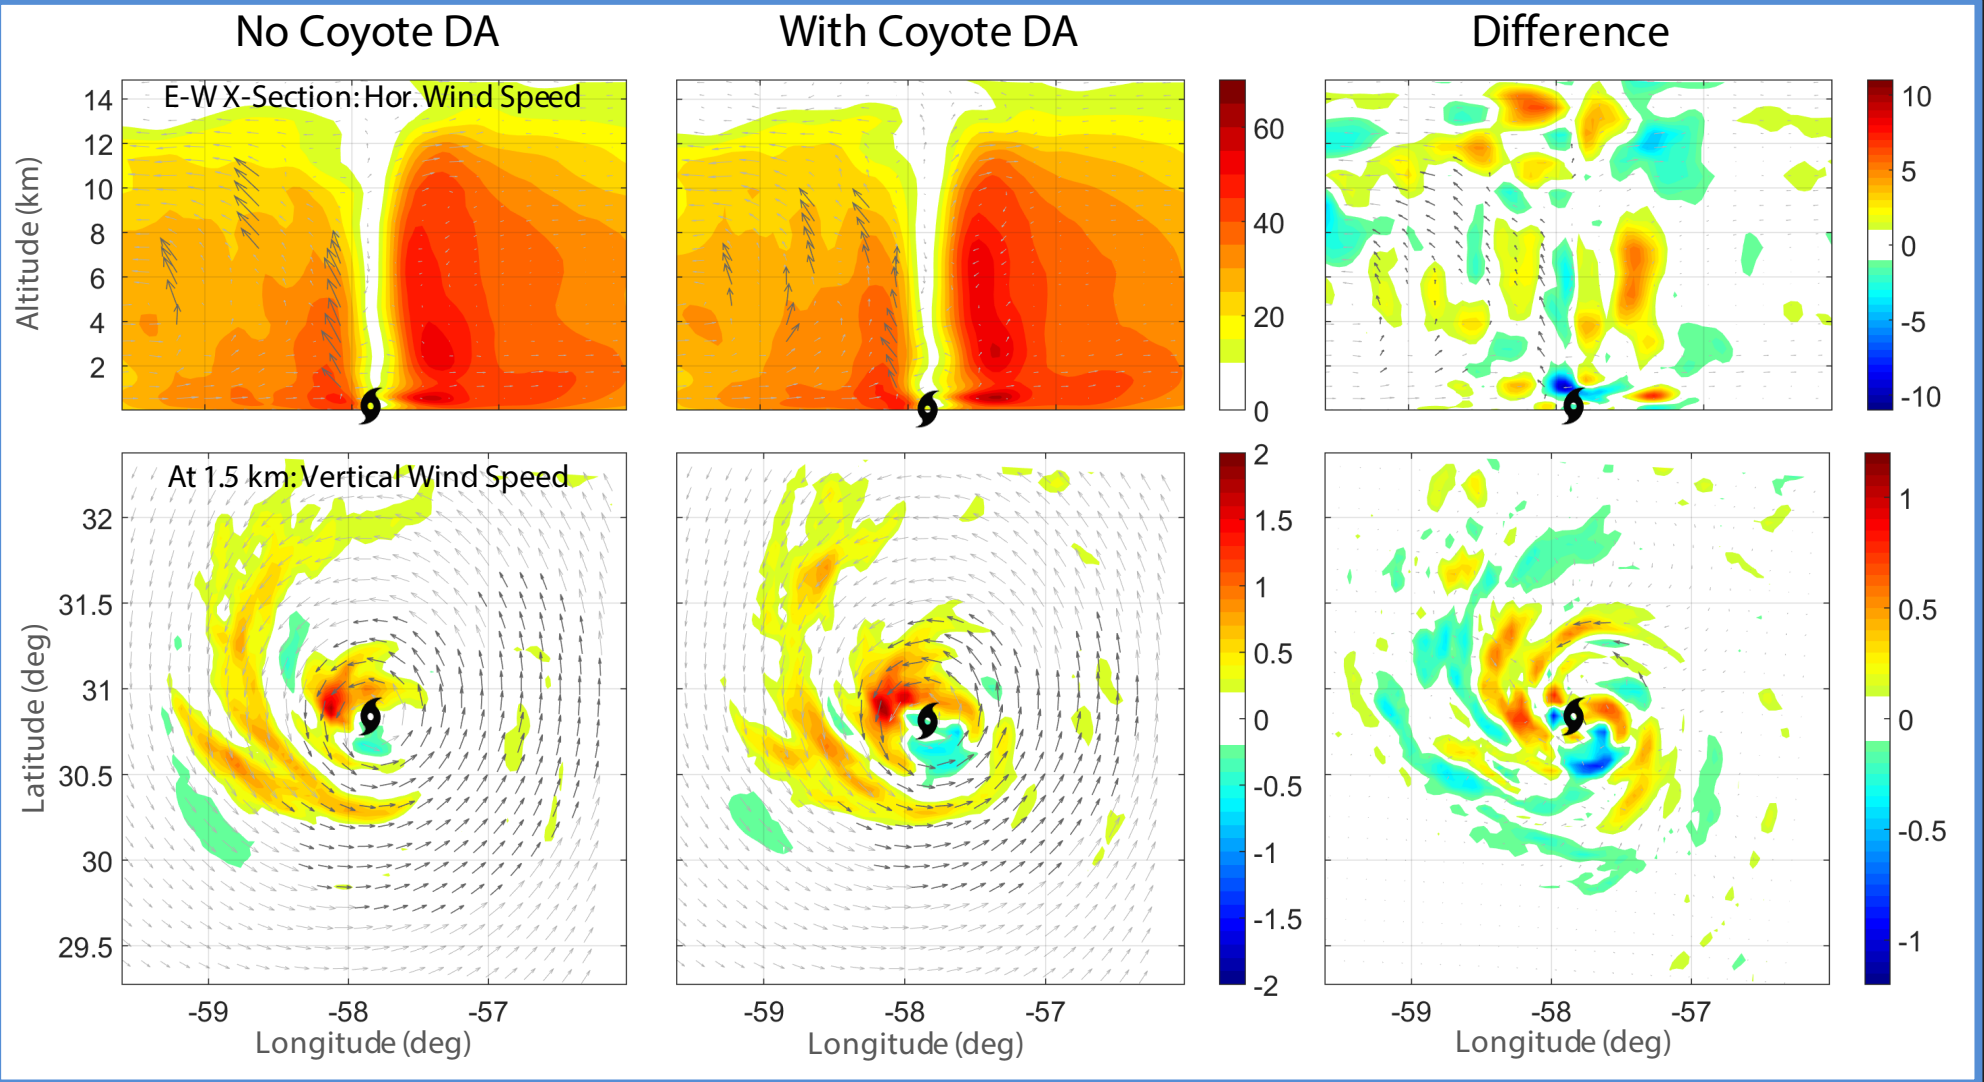 No Coyote DA
With Coyote DA
Difference
E-W X-Section: Hor. Wind Speed
Altitude (km)
14
12
10
8
6
4
2
60
40
20
0
10
5
0
-5
-10
At 1.5 km: Vertical Wind Speed
Latitude (deg)
32
31.5
31
30.5
30
29.5
2
1.5
1
0.5
0
-0.5
-1
-1.5
-2
1
0.5
0
-0.5
-1
-59 -58 -57
-59 -58 -57
-59 -58 -57
Longitude (deg)
Longitude (deg)
Longitude (deg)